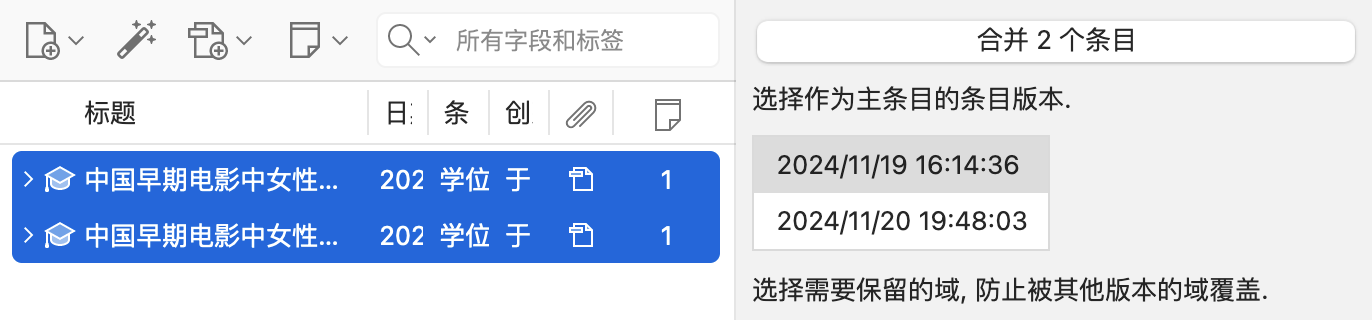 所有字段和标签
标题 日 条 创
中国早期电影中女性... 202 学位 于 1
中国早期电影中女性... 202 学位 于 1
合并 2 个条目
选择作为主条目的条目版本.
2024/11/19 16:14:36
2024/11/20 19:48:03
选择需要保留的域, 防止被其他版本的域覆盖.